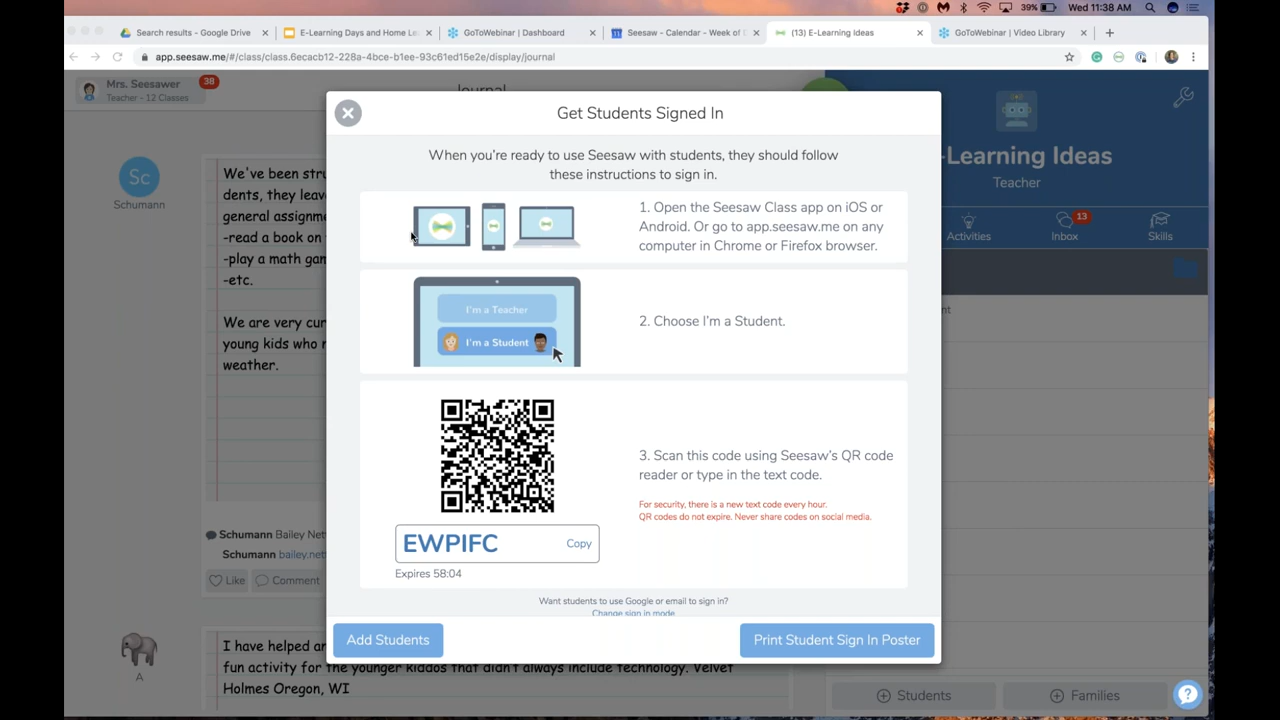 39% Wed 11:38 AM
Search results - Google Drive
E-Learning Days and Home Le
GoToWebinar | Dashboard
Seesaw - Calendar - Week of
(13) E-Learning Ideas
GoToWebinar | Video Library
app.seesaw.me/#/class/class.6ecacb12-228a-4bce-b1ee-93c61ed15e2e/display/journal
Mrs. Seesawer
Teacher - 12 Classes
38
Journal
-Learning Ideas
Teacher
Activities
Inbox
13
Skills
Sc
Schumann
We've been stru
dents, they leav
general assignme
-read a book on
-play a math gam
-etc.
We are very cur
young kids who
weather.
Schumann Bailey Net
Schumann bailey.net
Like
Comment
A
I have helped ar
fun activity for the younger kiddos that didn't always include technology. Velvet
Holmes Oregon, WI
Get Students Signed In
When you're ready to use Seesaw with students, they should follow
these instructions to sign in.
1. Open the Seesaw Class app on iOS or
Android. Or go to app.seesaw.me on any
computer in Chrome or Firefox browser.
I'm a Teacher
I'm a Student
2. Choose I'm a Student.
3. Scan this code using Seesaw's QR code
reader or type in the text code.
For security, there is a new text code every hour.
QR codes do not expire. Never share codes on social media.
EWPIFC
Copy
Expires 58:04
Want students to use Google or email to sign in?
Change sign in mode
Add Students
Print Student Sign In Poster
Students
Families
?